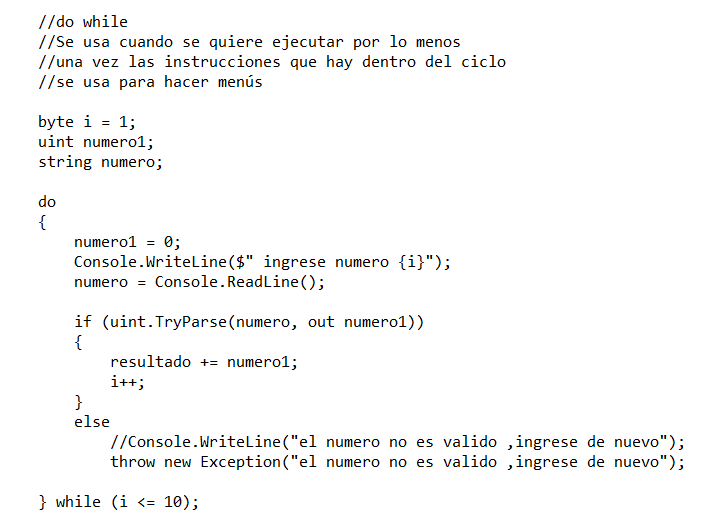 //do while
//Se usa cuando se quiere ejecutar por lo menos
//una vez las instrucciones que hay dentro del ciclo
//se usa para hacer menús

byte i = 1;
uint numero1;
string numero;

do
{
    numero1 = 0;
    Console.WriteLine($" ingrese numero {i}");
    numero = Console.ReadLine();

    if (uint.TryParse(numero, out numero1))
    {
        resultado += numero1;
        i++;
    }
    else
        //Console.WriteLine("el numero no es valido ,ingrese de nuevo");
        throw new Exception("el numero no es valido ,ingrese de nuevo");

} while (i <= 10);